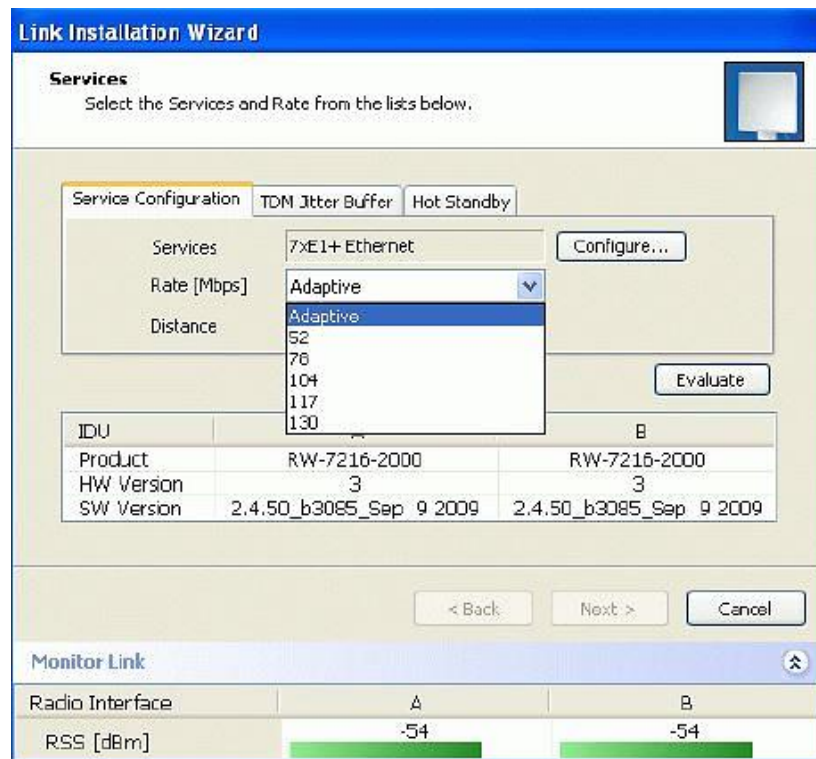 Link Installation Wizard
Services
Select the Services and Rate from the lists below.
Service Configuration TDM Jitter Buffer Hot Standby
Services 7xE1+ Ethernet Configure...
Rate [Mbps] Adaptive
Distance
Adaptive
52
78
104
117
130
Evaluate
IDU B
Product RW-7216-2000 RW-7216-2000
HW Version 3 3
SW Version 2.4.50_b3085_Sep 9 2009 2.4.50_b3085_Sep 9 2009
< Back Next > Cancel
Monitor Link
Radio Interface A B
RSS [dBm] -54 -54